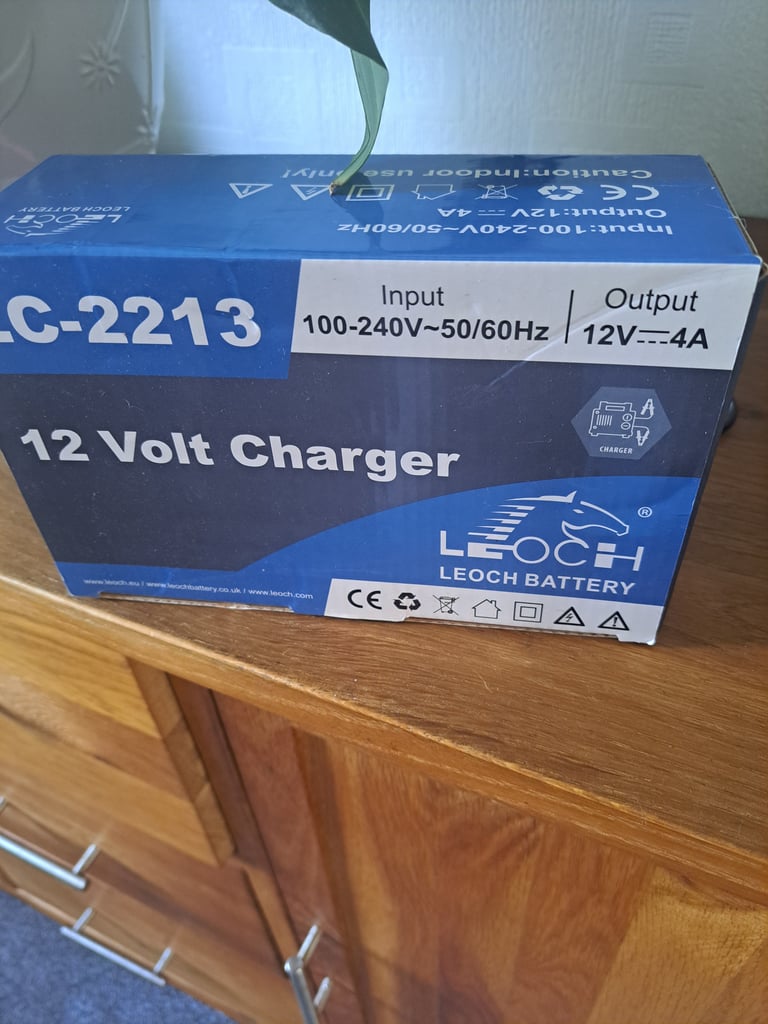 Caution:Indoor use only!
CE
Output:12V⎓4A
Input:100-240V~50/60Hz
LEOCH
LEOCH BATTERY
LC-2213
Input
100-240V~50/60Hz
Output
12V⎓4A
12 Volt Charger
CHARGER
LEOCH®
LEOCH BATTERY
www.leoch.eu / www.leochbattery.co.uk / www.leoch.com
CE